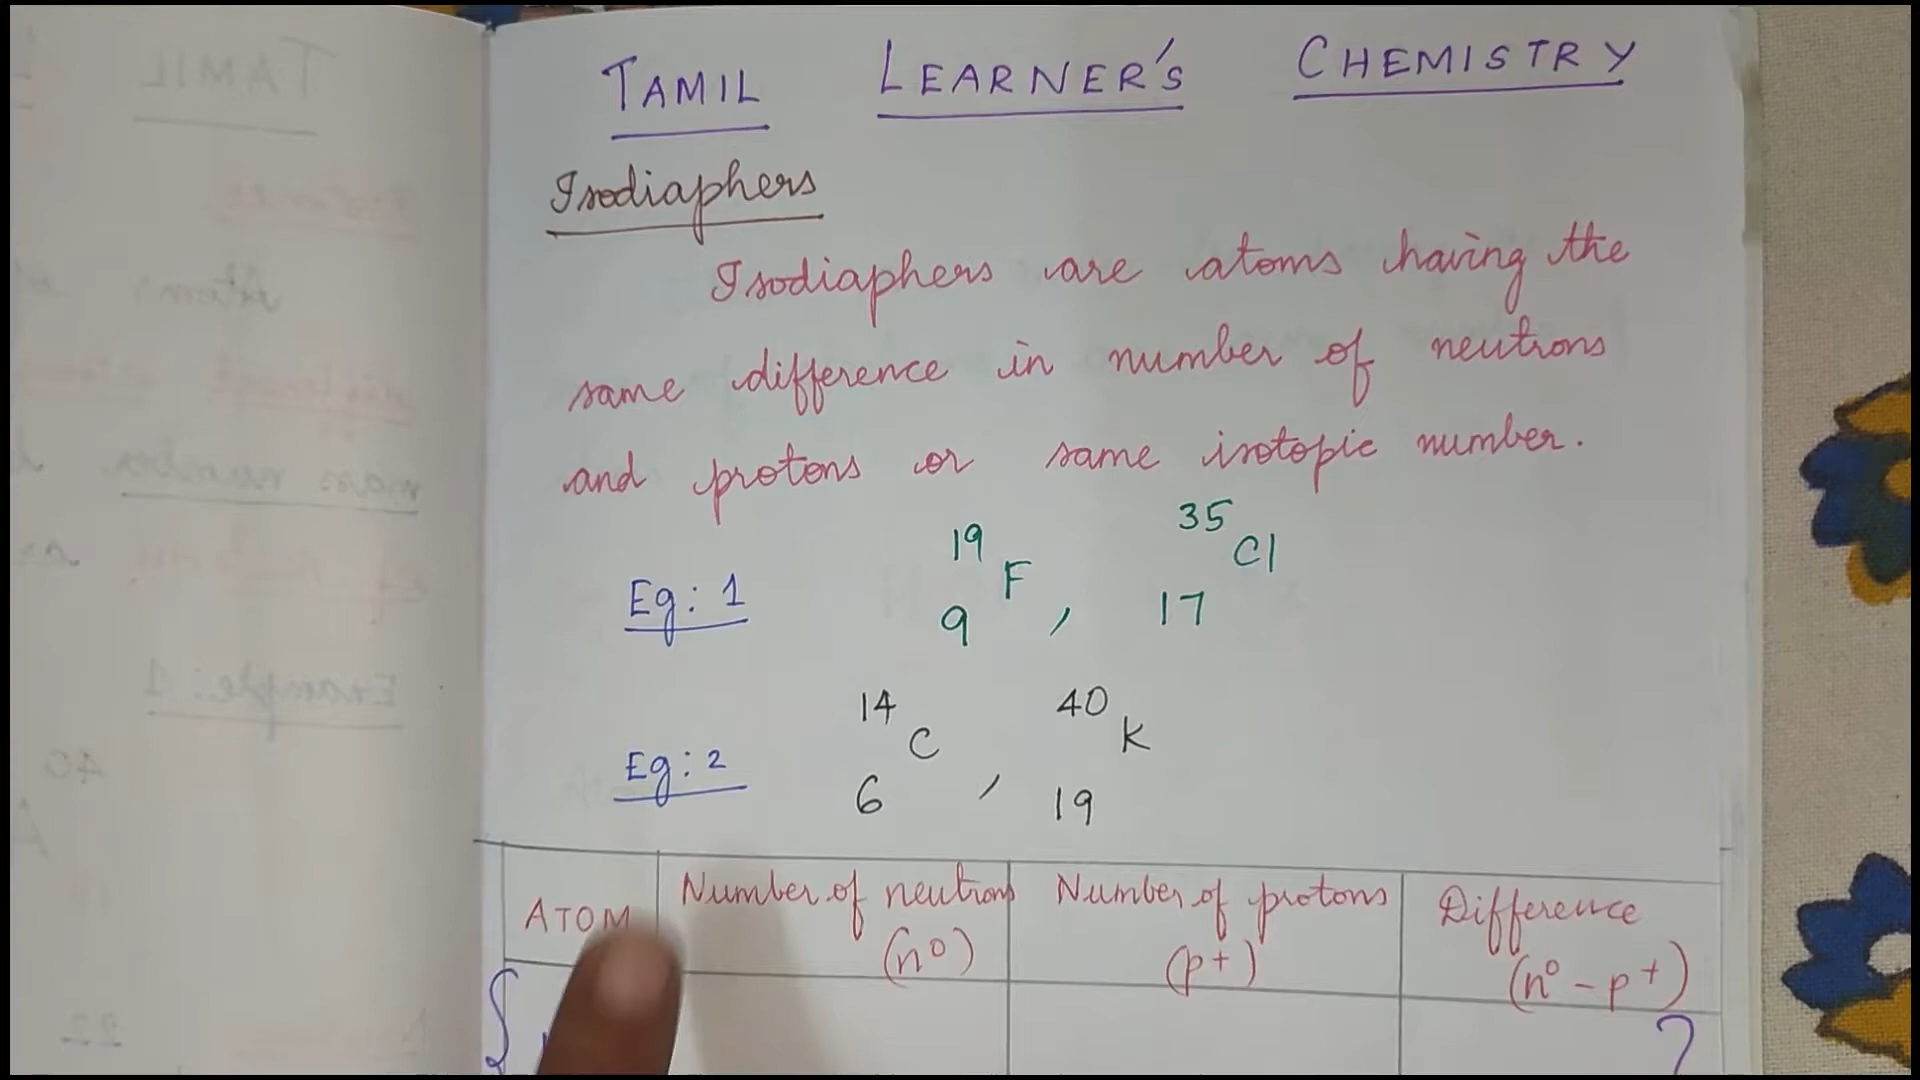 TAMIL LEARNER'S CHEMISTRY
Isodiaphers
Isodiaphers are atoms having the
same difference in number of neutrons
and protons or same isotopic number.
Eg: 1 19 9 F , 35 17 Cl
Eg: 2 14 6 C , 40 19 K
ATOM Number of neutrons (n⁰) Number of protons (p+) Difference (n⁰ - p+)